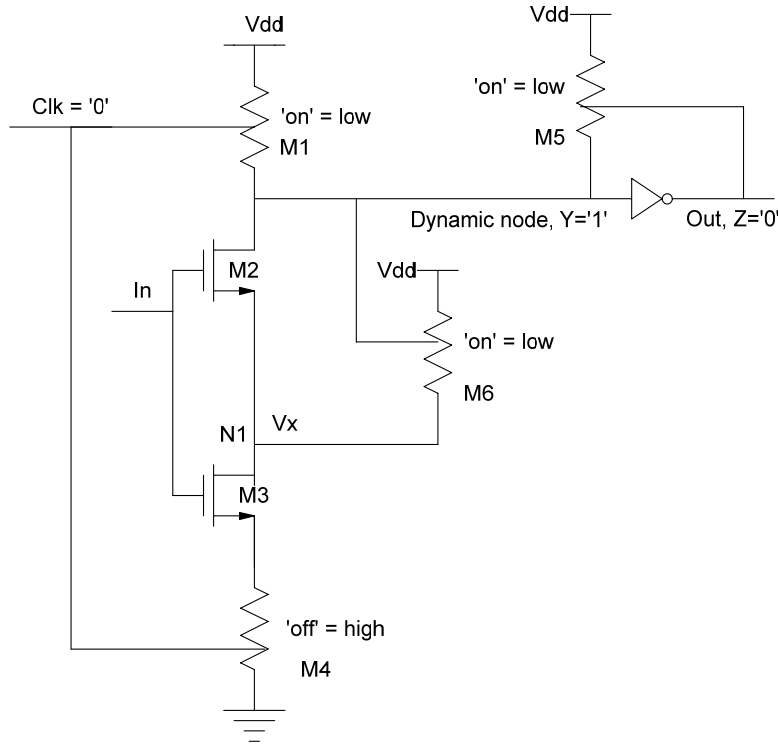 Vdd
Vdd
Clk = '0'
'on' = low
M1
'on' = low
M5
Dynamic node, Y='1'
Out, Z='0'
M2
Vdd
In
'on' = low
M6
N1
Vx
M3
'off' = high
M4